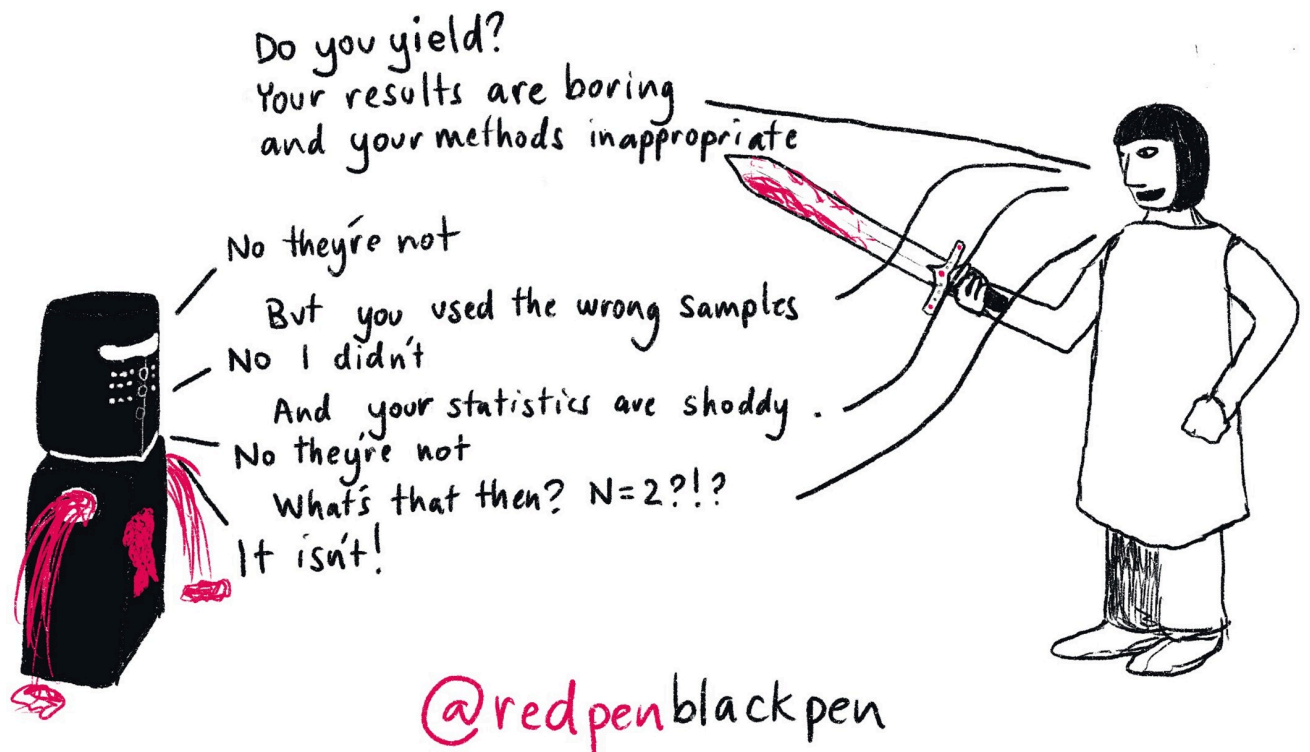 Do you yield?
Your results are boring
and your methods inappropriate
No they're not
But you used the wrong samples
No I didn't
And your statistics are shoddy.
No they're not
What's that then? N=2?!?
It isn't!
@redpenblackpen